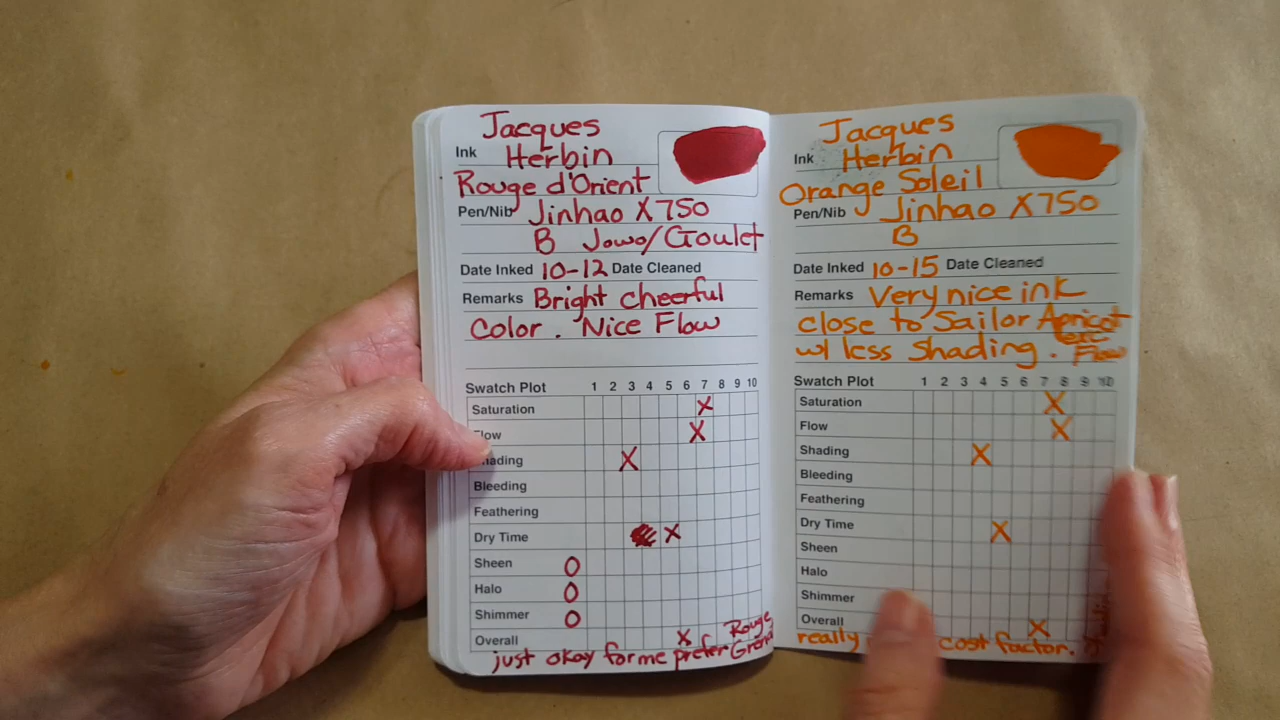 Jacques
Ink Herbin
Rouge d'Orient
Pen/Nib Jinhao X750
B Jowo/Goulet
Date Inked 10-12 Date Cleaned
Remarks Bright cheerful
Color. Nice Flow
Swatch Plot 1 2 3 4 5 6 7 8 9 10
Saturation X
Flow X
Shading X
Bleeding
Feathering
Dry Time X
Sheen O
Halo O
Shimmer O
Overall X
just okay for me prefer Rouge Grenat
Jacques
Ink Herbin
Orange Soleil
Pen/Nib Jinhao X750
B
Date Inked 10-15 Date Cleaned
Remarks Very nice ink
close to Sailor Apricot
w/ less Shading. Flow
Swatch Plot 1 2 3 4 5 6 7 8 9 10
Saturation X
Flow X
Shading X
Bleeding
Feathering
Dry Time X
Sheen
Halo
Shimmer
Overall X
really cost factor.